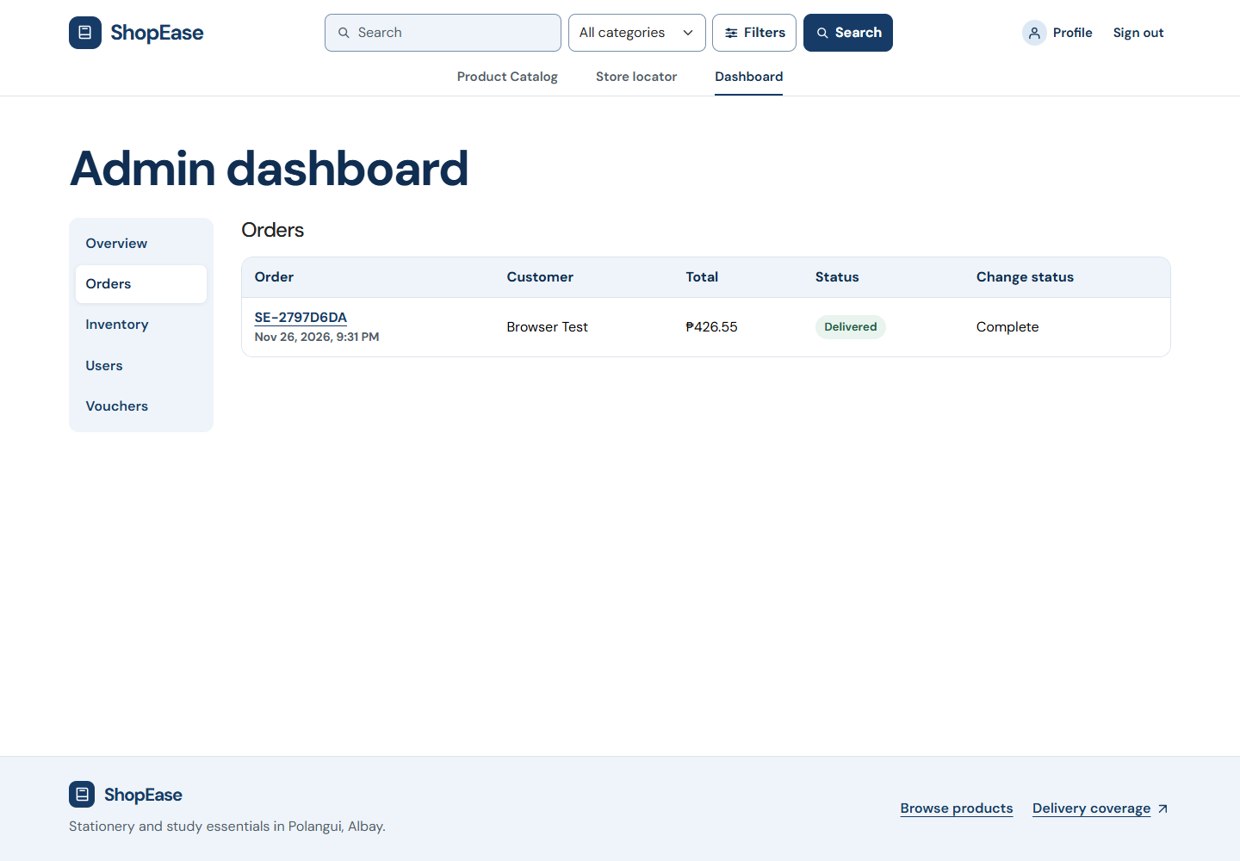 ShopEase
Search
All categories
Filters
Search
Profile
Sign out
Product Catalog
Store locator
Dashboard
Admin dashboard
Overview
Orders
Inventory
Users
Vouchers
Orders
Order Customer Total Status Change status
SE-2797D6DA
Nov 26, 2026, 9:31 PM
Browser Test
₱426.55
Delivered
Complete
ShopEase
Stationery and study essentials in Polangui, Albay.
Browse products
Delivery coverage